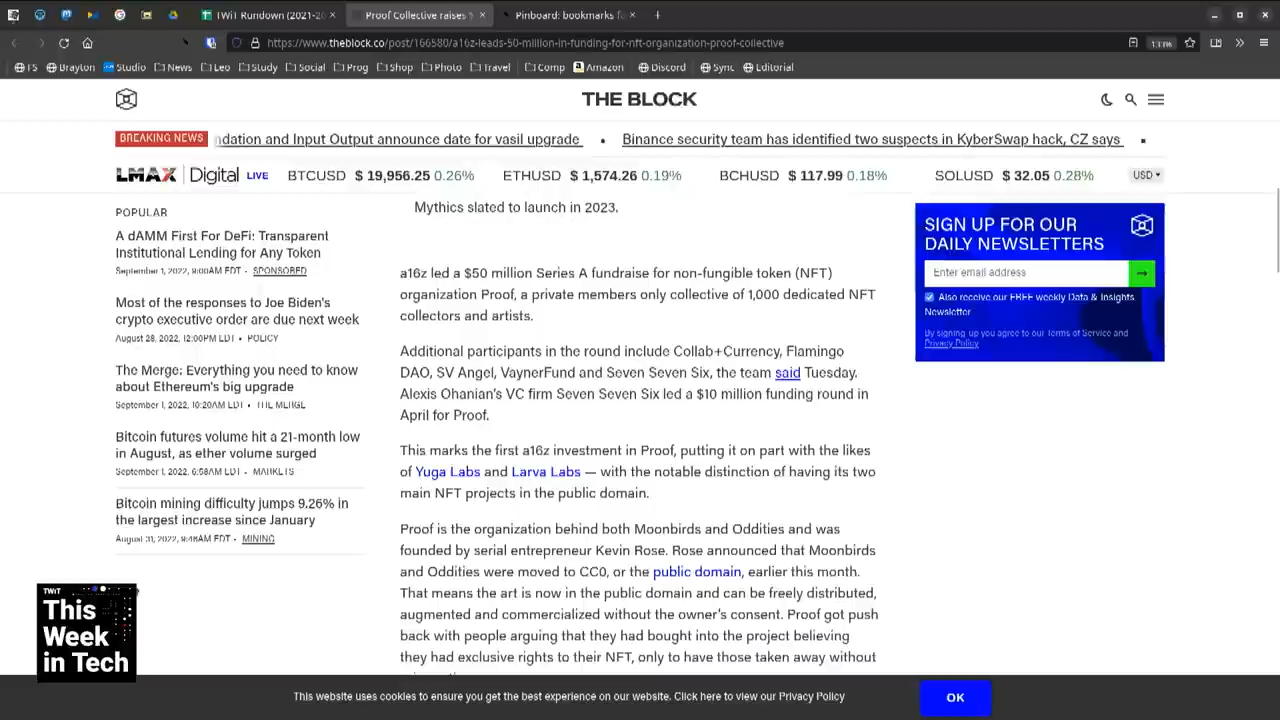 TWiT Rundown (2021-20
Proof Collective raises
Pinboard: bookmarks f
https://www.theblock.co/post/166580/a16z-leads-50-million-in-funding-for-nft-organization-proof-collective
133%
TS
Brayton
Studio
News
Leo
Study
Social
Prog
Shop
Photo
Travel
Comp
Amazon
Discord
Sync
Editorial
THE BLOCK
BREAKING NEWS
ndation and Input Output announce date for vasil upgrade • Binance security team has identified two suspects in KyberSwap hack, CZ says
LMAX Digital LIVE BTCUSD $ 19,956.25 0.26% ETHUSD $ 1,574.26 0.19% BCHUSD $ 117.99 0.18% SOLUSD $ 32.05 0.28% USD
POPULAR
A dAMM First For DeFi: Transparent
Institutional Lending for Any Token
September 1, 2022, 9:00AM EDT • SPONSORED
Most of the responses to Joe Biden's
crypto executive order are due next week
August 28, 2022, 12:00PM EDT • POLICY
The Merge: Everything you need to know
about Ethereum's big upgrade
September 1, 2022, 10:20AM EDT • THE MERGE
Bitcoin futures volume hit a 21-month low
in August, as ether volume surged
September 1, 2022, 6:58AM EDT • MARKETS
Bitcoin mining difficulty jumps 9.26% in
the largest increase since January
August 31, 2022, 9:46AM EDT • MINING
Mythics slated to launch in 2023.
a16z led a $50 million Series A fundraise for non-fungible token (NFT)
organization Proof, a private members only collective of 1,000 dedicated NFT
collectors and artists.
Additional participants in the round include Collab+Currency, Flamingo
DAO, SV Angel, VaynerFund and Seven Seven Six, the team said Tuesday.
Alexis Ohanian's VC firm Seven Seven Six led a $10 million funding round in
April for Proof.
This marks the first a16z investment in Proof, putting it on part with the likes
of Yuga Labs and Larva Labs — with the notable distinction of having its two
main NFT projects in the public domain.
Proof is the organization behind both Moonbirds and Oddities and was
founded by serial entrepreneur Kevin Rose. Rose announced that Moonbirds
and Oddities were moved to CC0, or the public domain, earlier this month.
That means the art is now in the public domain and can be freely distributed,
augmented and commercialized without the owner's consent. Proof got push
back with people arguing that they had bought into the project believing
they had exclusive rights to their NFT, only to have those taken away without
SIGN UP FOR OUR
DAILY NEWSLETTERS
Enter email address
Also receive our FREE weekly Data & Insights
Newsletter
By signing-up you agree to our Terms of Service and
Privacy Policy
TWiT
This
Week
in Tech
This website uses cookies to ensure you get the best experience on our website. Click here to view our Privacy Policy
OK